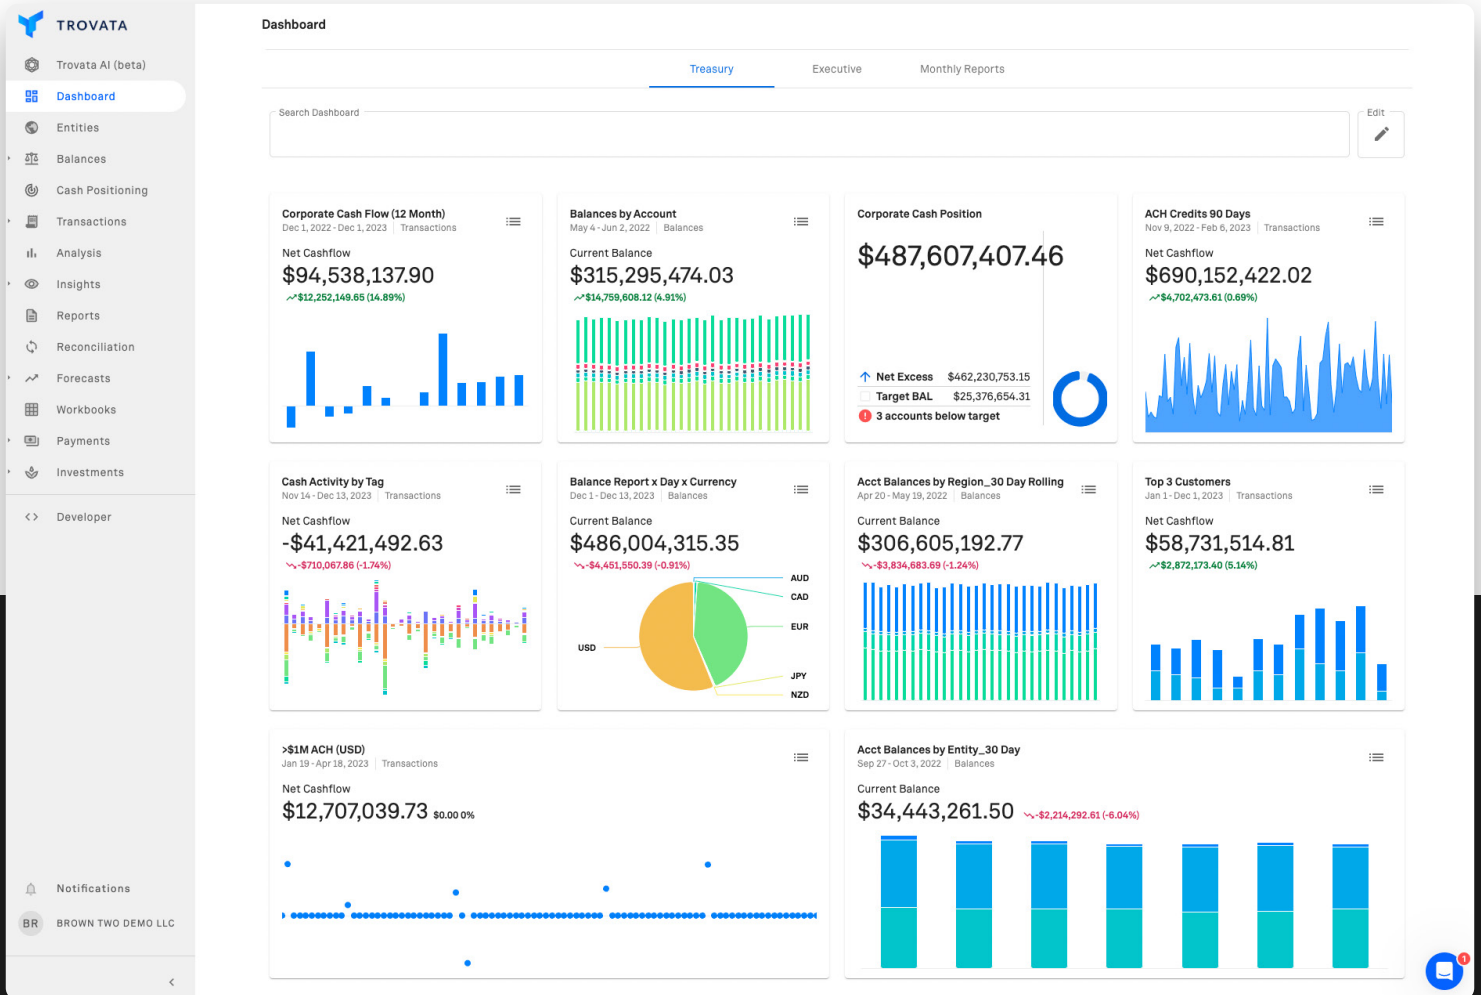 TROVATA
Trovata AI (beta)
Dashboard
Entities
Balances
Cash Positioning
Transactions
Analysis
Insights
Reports
Reconciliation
Forecasts
Workbooks
Payments
Investments
Developer
Notifications
BR BROWN TWO DEMO LLC
Dashboard
Treasury Executive Monthly Reports
Search Dashboard
Edit
Corporate Cash Flow (12 Month)
Dec 1, 2022 - Dec 1, 2023 Transactions
Net Cashflow
$94,538,137.90
$12,252,149.65 (14.89%)
Balances by Account
May 4 - Jun 2, 2022 Balances
Current Balance
$315,295,474.03
$14,759,608.12 (4.91%)
Corporate Cash Position
$487,607,407.46
Net Excess $462,230,753.15
Target BAL $25,376,654.31
3 accounts below target
ACH Credits 90 Days
Nov 9, 2022 - Feb 6, 2023 Transactions
Net Cashflow
$690,152,422.02
$4,702,473.61 (0.69%)
Cash Activity by Tag
Nov 14 - Dec 13, 2023 Transactions
Net Cashflow
-$41,421,492.63
-$710,067.86 (-1.74%)
Balance Report x Day x Currency
Dec 1 - Dec 13, 2023 Balances
Current Balance
$486,004,315.35
-$4,451,550.39 (-0.91%)
AUD
CAD
EUR
USD
JPY
NZD
Acct Balances by Region_30 Day Rolling
Apr 20 - May 19, 2022 Balances
Current Balance
$306,605,192.77
-$3,834,683.69 (-1.24%)
Top 3 Customers
Jan 1 - Dec 1, 2023 Transactions
Net Cashflow
$58,731,514.81
$2,872,173.40 (5.14%)
>$1M ACH (USD)
Jan 19 - Apr 18, 2023 Transactions
Net Cashflow
$12,707,039.73 $0.00 0%
Acct Balances by Entity_30 Day
Sep 27 - Oct 3, 2022 Balances
Current Balance
$34,443,261.50 -$2,214,292.61 (-6.04%)
1